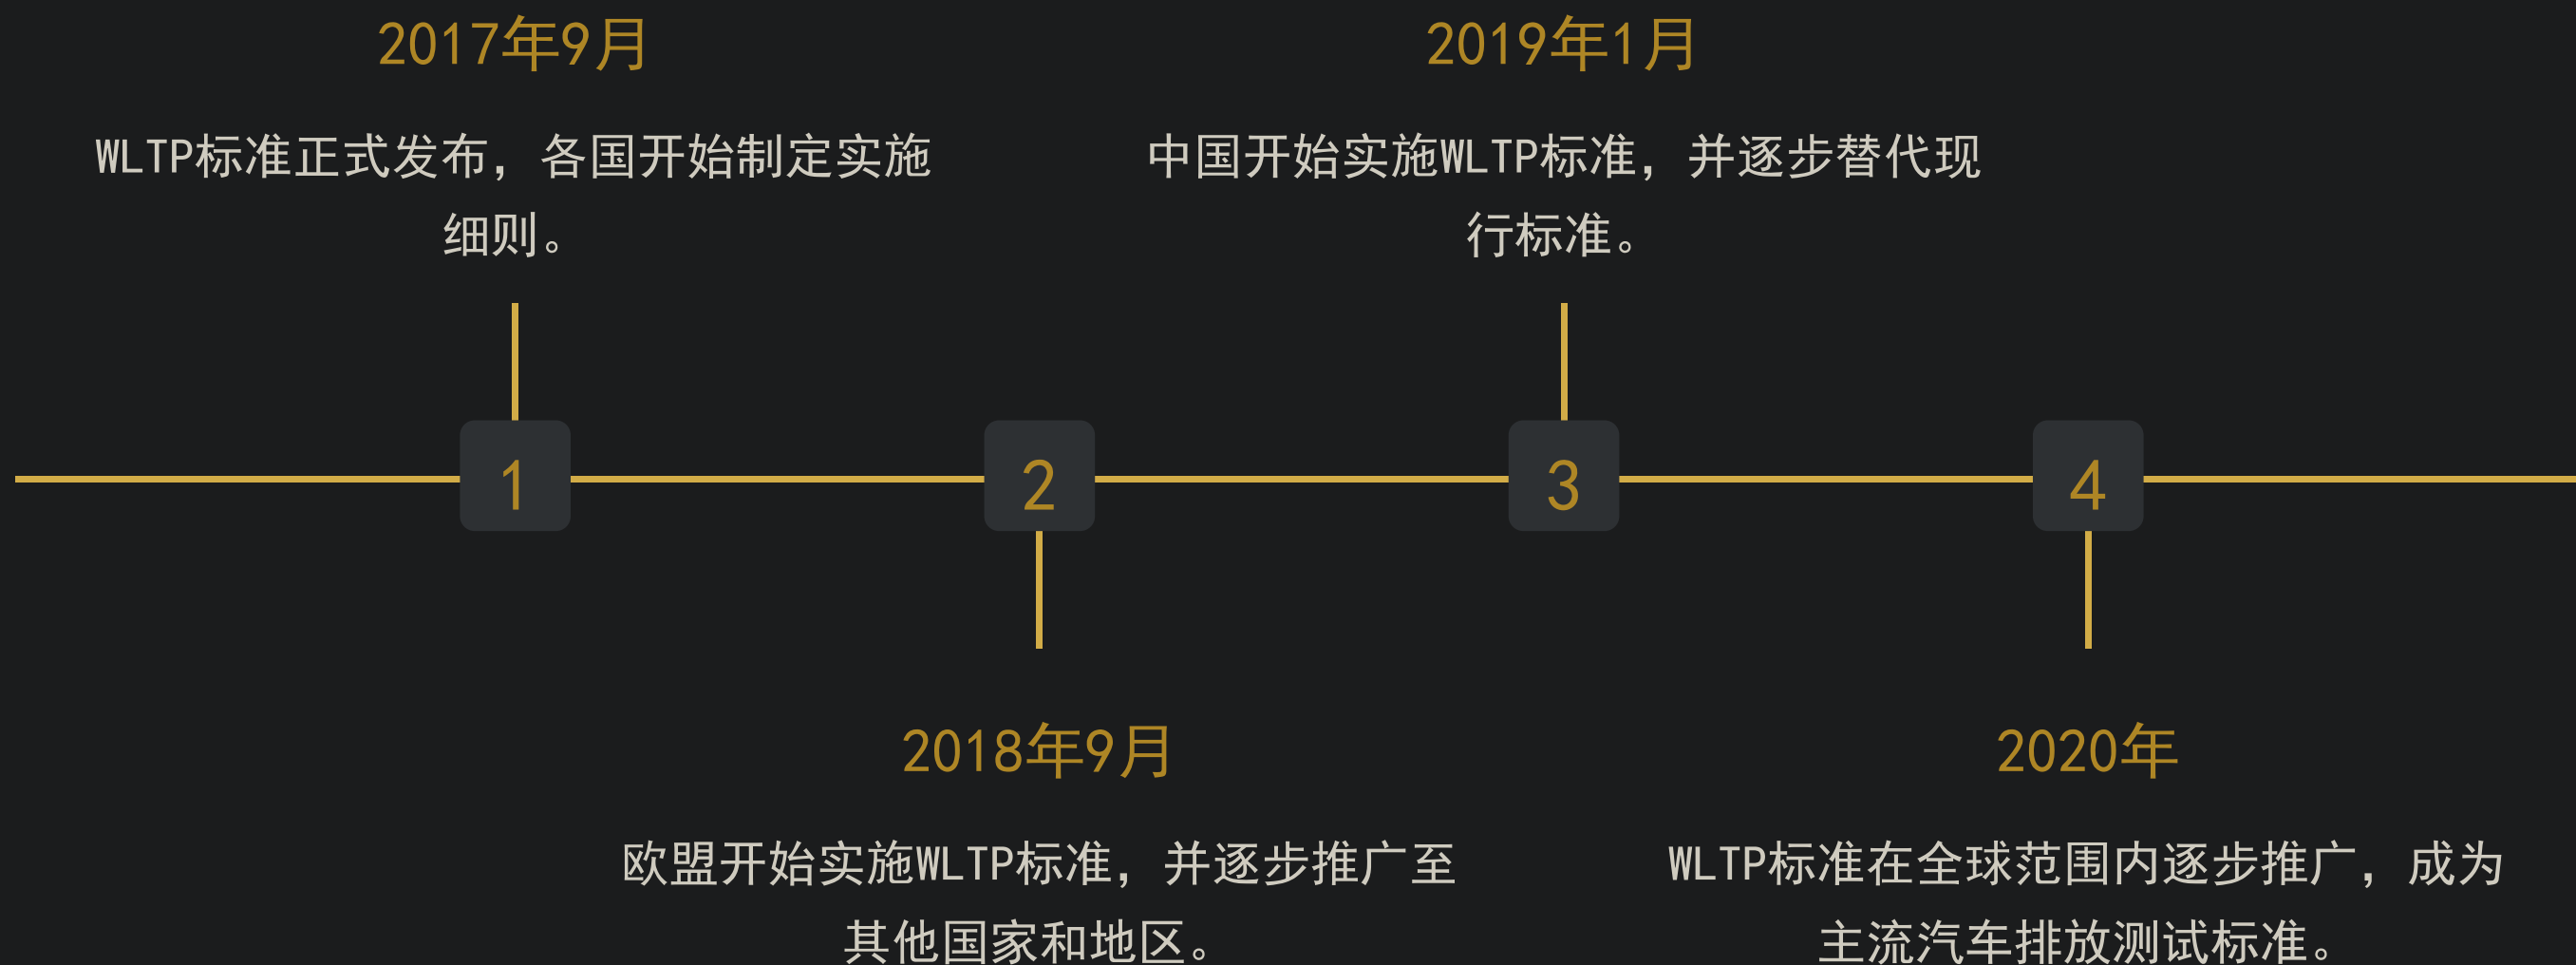 2017年9月
WLTP标准正式发布，各国开始制定实施
细则。
2019年1月
中国开始实施WLTP标准，并逐步替代现
行标准。
1
2
3
4
2018年9月
欧盟开始实施WLTP标准，并逐步推广至
其他国家和地区。
2020年
WLTP标准在全球范围内逐步推广，成为
主流汽车排放测试标准。